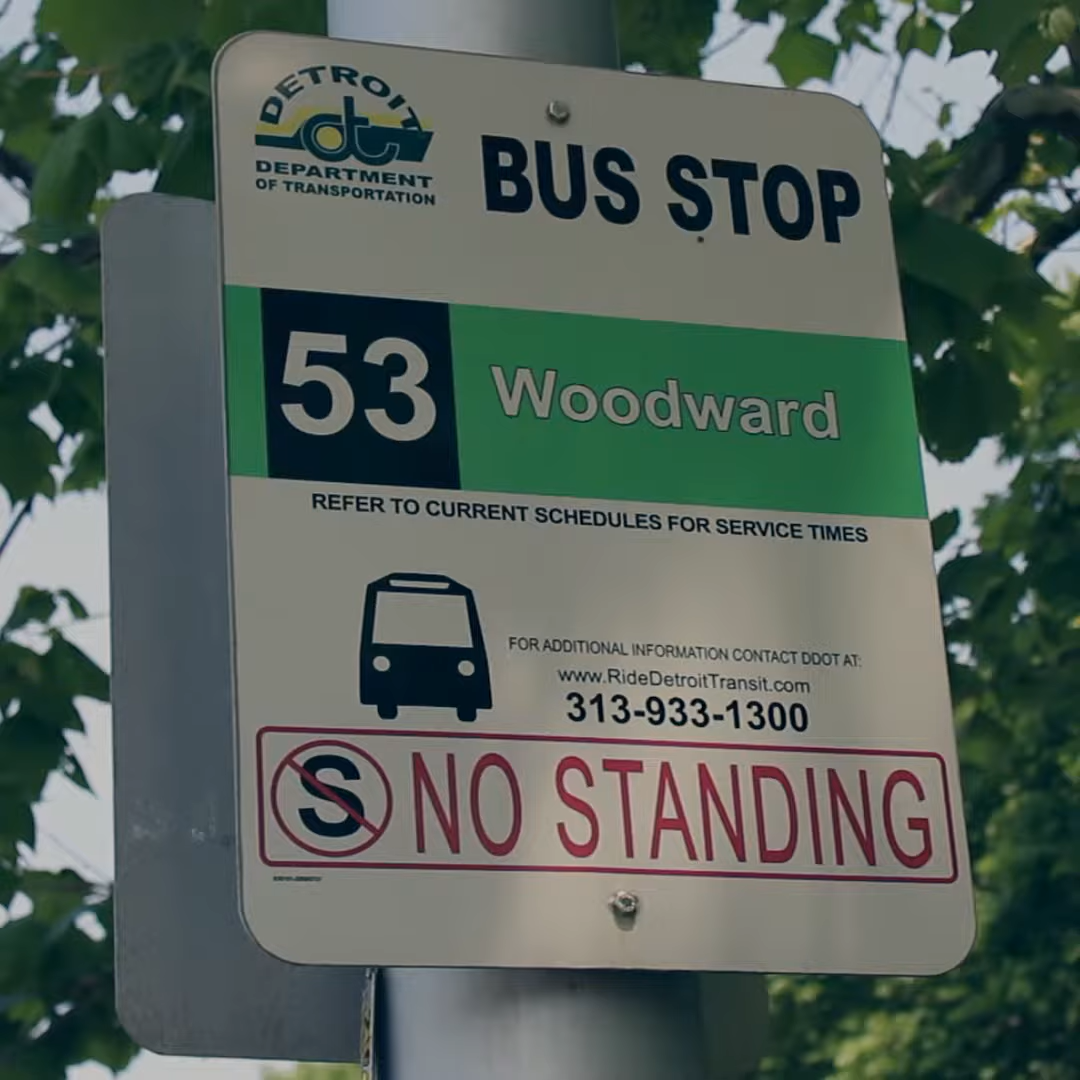 DETROIT
dt
DEPARTMENT
OF TRANSPORTATION
BUS STOP
53 Woodward
REFER TO CURRENT SCHEDULES FOR SERVICE TIMES
FOR ADDITIONAL INFORMATION CONTACT DDOT AT:
www.RideDetroitTransit.com
313-933-1300
S NO STANDING